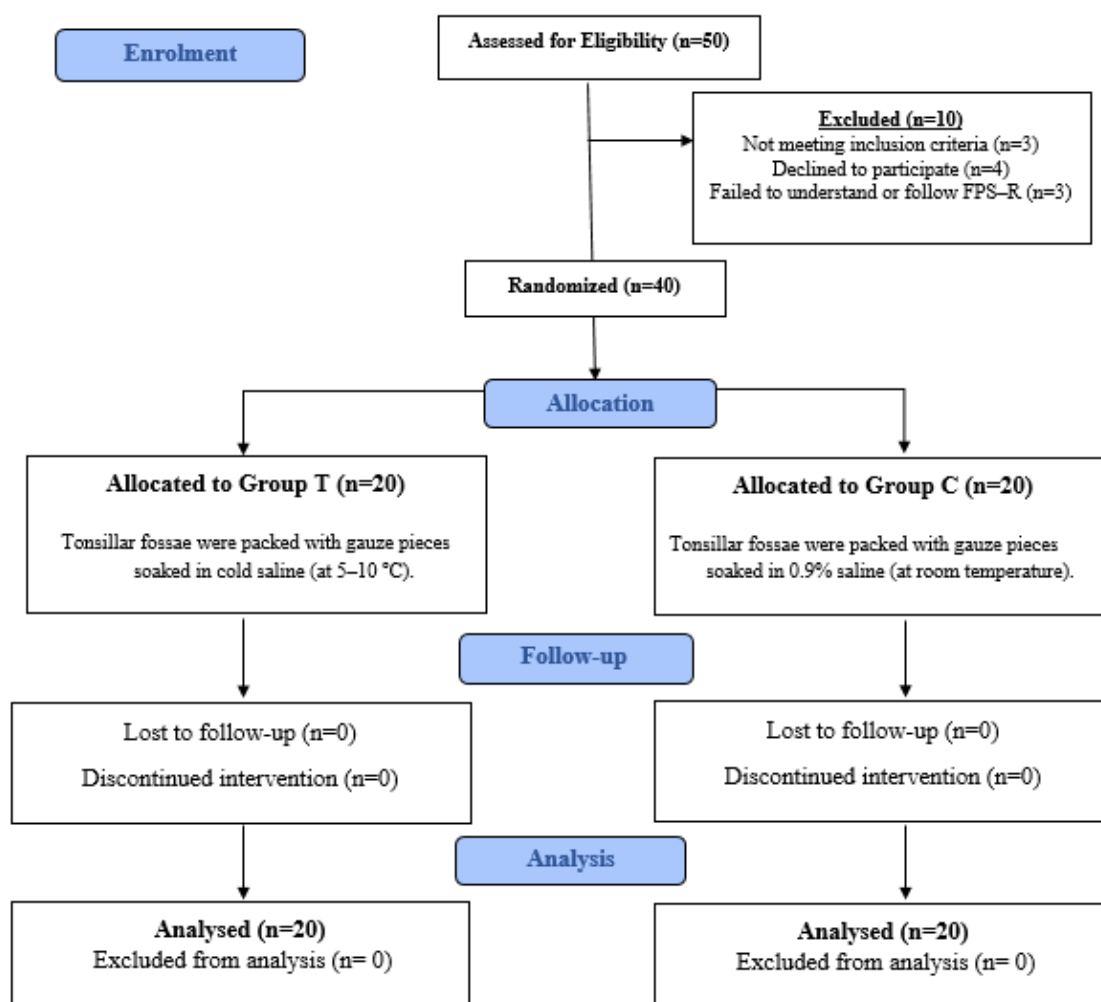 Enrolment
Assessed for Eligibility (n=50)
Excluded (n=10)
Not meeting inclusion criteria (n=3)
Declined to participate (n=4)
Failed to understand or follow FPS–R (n=3)
Randomized (n=40)
Allocation
Allocated to Group T (n=20)
Tonsillar fossae were packed with gauze pieces
soaked in cold saline (at 5–10 °C).
Allocated to Group C (n=20)
Tonsillar fossae were packed with gauze pieces
soaked in 0.9% saline (at room temperature).
Follow-up
Lost to follow-up (n=0)
Discontinued intervention (n=0)
Lost to follow-up (n=0)
Discontinued intervention (n=0)
Analysis
Analysed (n=20)
Excluded from analysis (n= 0)
Analysed (n=20)
Excluded from analysis (n= 0)